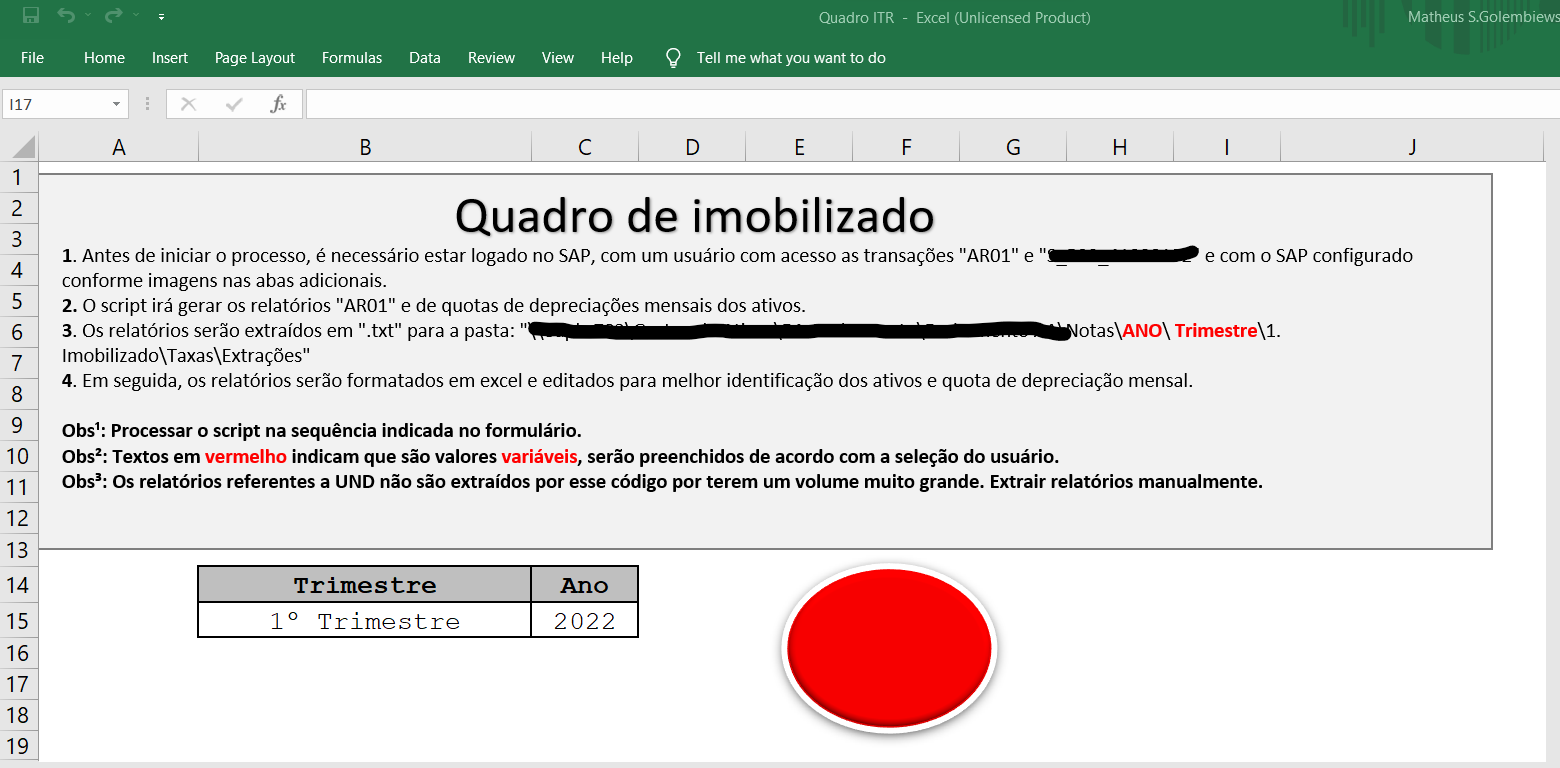 Quadro ITR - Excel (Unlicensed Product)
Matheus S.Golembiews
File Home Insert Page Layout Formulas Data Review View Help Tell me what you want to do
I17 fx
A B C D E F G H I J
1
2
3
4
5
6
7
8
9
10
11
12
13
14
15
16
17
18
19
Quadro de imobilizado
1. Antes de iniciar o processo, é necessário estar logado no SAP, com um usuário com acesso as transações "AR01" e " e com o SAP configurado
conforme imagens nas abas adicionais.
2. O script irá gerar os relatórios "AR01" e de quotas de depreciações mensais dos ativos.
3. Os relatórios serão extraídos em ".txt" para a pasta: "\Notas\ANO\ Trimestre\1.
Imobilizado\Taxas\Extrações"
4. Em seguida, os relatórios serão formatados em excel e editados para melhor identificação dos ativos e quota de depreciação mensal.
Obs¹: Processar o script na sequência indicada no formulário.
Obs²: Textos em vermelho indicam que são valores variáveis, serão preenchidos de acordo com a seleção do usuário.
Obs³: Os relatórios referentes a UND não são extraídos por esse código por terem um volume muito grande. Extrair relatórios manualmente.
Trimestre Ano
1º Trimestre 2022